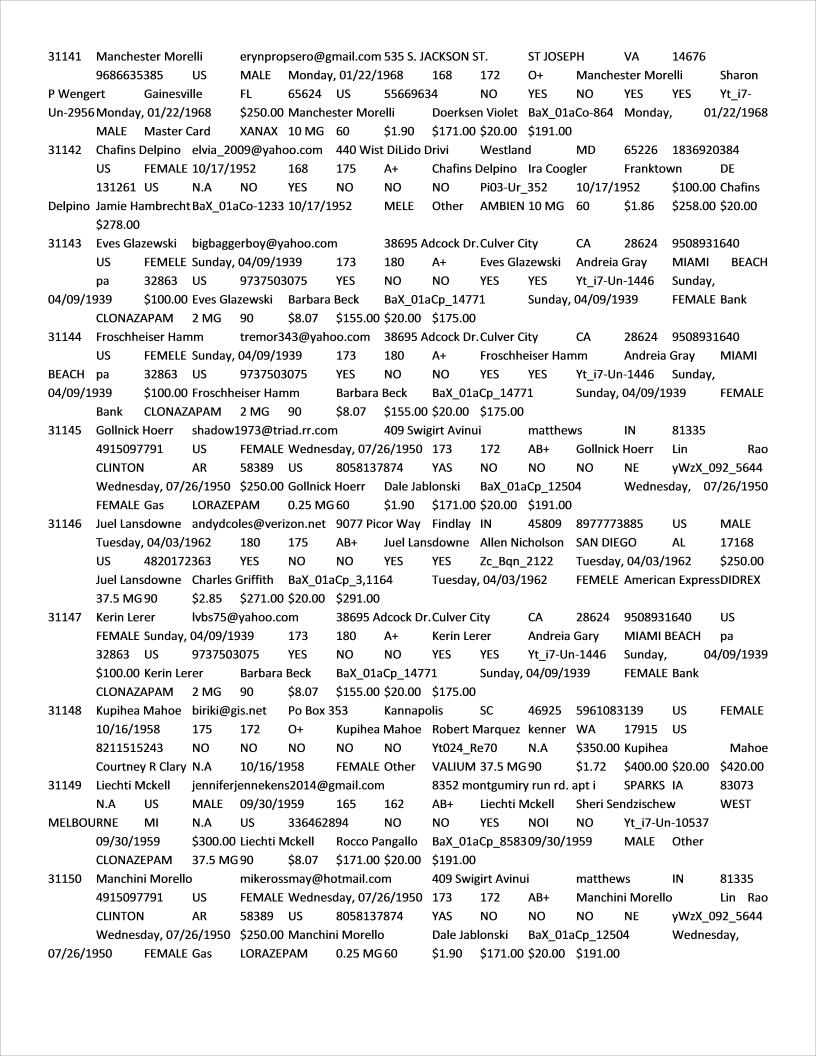 31141 Manchester Morelli erynpropsero@gmail.com 535 S. JACKSON ST. ST JOSEPH VA 14676
9686635385 US MALE Monday, 01/22/1968 168 172 O+ Manchester Morelli Sharon
P Wengert Gainesville FL 65624 US 55669634 NO YES NO YES YES Yt_i7-
Un-2956 Monday, 01/22/1968 $250.00 Manchester Morelli Doerksen Violet BaX_01aCo-864 Monday, 01/22/1968
MALE Master Card XANAX 10 MG 60 $1.90 $171.00 $20.00 $191.00
31142 Chafins Delpino elvia_2009@yahoo.com 440 Wist DiLido Drivi Westland MD 65226 1836920384
US FEMALE 10/17/1952 168 175 A+ Chafins Delpino Ira Coogler Franktown DE
131261 US N.A NO YES NO NO NO Pi03-Ur_352 10/17/1952 $100.00 Chafins
Delpino Jamie Hambrecht BaX_01aCo-1233 10/17/1952 MELE Other AMBIEN 10 MG 60 $1.86 $258.00 $20.00
$278.00
31143 Eves Glazewski bigbaggerboy@yahoo.com 38695 Adcock Dr. Culver City CA 28624 9508931640
US FEMELE Sunday, 04/09/1939 173 180 A+ Eves Glazewski Andreia Gray MIAMI BEACH
pa 32863 US 9737503075 YES NO NO YES YES Yt_i7-Un-1446 Sunday,
04/09/1939 $100.00 Eves Glazewski Barbara Beck BaX_01aCp_14771 Sunday, 04/09/1939 FEMALE Bank
CLONAZAPAM 2 MG 90 $8.07 $155.00 $20.00 $175.00
31144 Froschheiser Hamm tremor343@yahoo.com 38695 Adcock Dr. Culver City CA 28624 9508931640
US FEMELE Sunday, 04/09/1939 173 180 A+ Froschheiser Hamm Andreia Gray MIAMI
BEACH pa 32863 US 9737503075 YES NO NO YES YES Yt_i7-Un-1446 Sunday,
04/09/1939 $100.00 Froschheiser Hamm Barbara Beck BaX_01aCp_14771 Sunday, 04/09/1939 FEMALE
Bank CLONAZAPAM 2 MG 90 $8.07 $155.00 $20.00 $175.00
31145 Gollnick Hoerr shadow1973@triad.rr.com 409 Swigirt Avinui matthews IN 81335
4915097791 US FEMALE Wednesday, 07/26/1950 173 172 AB+ Gollnick Hoerr Lin Rao
CLINTON AR 58389 US 8058137874 YAS NO NO NO NE yWzX_092_5644
Wednesday, 07/26/1950 $250.00 Gollnick Hoerr Dale Jablonski BaX_01aCp_12504 Wednesday, 07/26/1950
FEMALE Gas LORAZEPAM 0.25 MG 60 $1.90 $171.00 $20.00 $191.00
31146 Juel Lansdowne andydcoles@verizon.net 9077 Picor Way Findlay IN 45809 8977773885 US MALE
Tuesday, 04/03/1962 180 175 AB+ Juel Lansdowne Allen Nicholson SAN DIEGO AL 17168
US 4820172363 YES NO NO YES YES Zc_Bqn_2122 Tuesday, 04/03/1962 $250.00
Juel Lansdowne Charles Griffith BaX_01aCp_3,1164 Tuesday, 04/03/1962 FEMELE American Express DIDREX
37.5 MG 90 $2.85 $271.00 $20.00 $291.00
31147 Kerin Lerer lvbs75@yahoo.com 38695 Adcock Dr. Culver City CA 28624 9508931640 US
FEMALE Sunday, 04/09/1939 173 180 A+ Kerin Lerer Andreia Gary MIAMI BEACH pa
32863 US 9737503075 YES NO NO YES YES Yt_i7-Un-1446 Sunday, 04/09/1939
$100.00 Kerin Lerer Barbara Beck BaX_01aCp_14771 Sunday, 04/09/1939 FEMALE Bank
CLONAZAPAM 2 MG 90 $8.07 $155.00 $20.00 $175.00
31148 Kupihea Mahoe biriki@gis.net Po Box 353 Kannapolis SC 46925 5961083139 US FEMALE
10/16/1958 175 172 O+ Kupihea Mahoe Robert Marquez kenner WA 17915 US
8211515243 NO NO NO NO NO Yt024_Re70 N.A $350.00 Kupihea Mahoe
Courtney R Clary N.A 10/16/1958 FEMALE Other VALIUM 37.5 MG 90 $1.72 $400.00 $20.00 $420.00
31149 Liechti Mckell jenniferjennekens2014@gmail.com 8352 montgumiry run rd. apt i SPARKS IA 83073
N.A US MALE 09/30/1959 165 162 AB+ Liechti Mckell Sheri Sendzischew WEST
MELBOURNE MI N.A US 336462894 NO NO YES NOI NO Yt_i7-Un-10537
09/30/1959 $300.00 Liechti Mckell Rocco Pangallo BaX_01aCp_8583 09/30/1959 MALE Other
CLONAZEPAM 37.5 MG 90 $8.07 $171.00 $20.00 $191.00
31150 Manchini Morello mikerossmay@hotmail.com 409 Swigirt Avinui matthews IN 81335
4915097791 US FEMALE Wednesday, 07/26/1950 173 172 AB+ Manchini Morello Lin Rao
CLINTON AR 58389 US 8058137874 YAS NO NO NO NE yWzX_092_5644
Wednesday, 07/26/1950 $250.00 Manchini Morello Dale Jablonski BaX_01aCp_12504 Wednesday,
07/26/1950 FEMALE Gas LORAZEPAM 0.25 MG 60 $1.90 $171.00 $20.00 $191.00